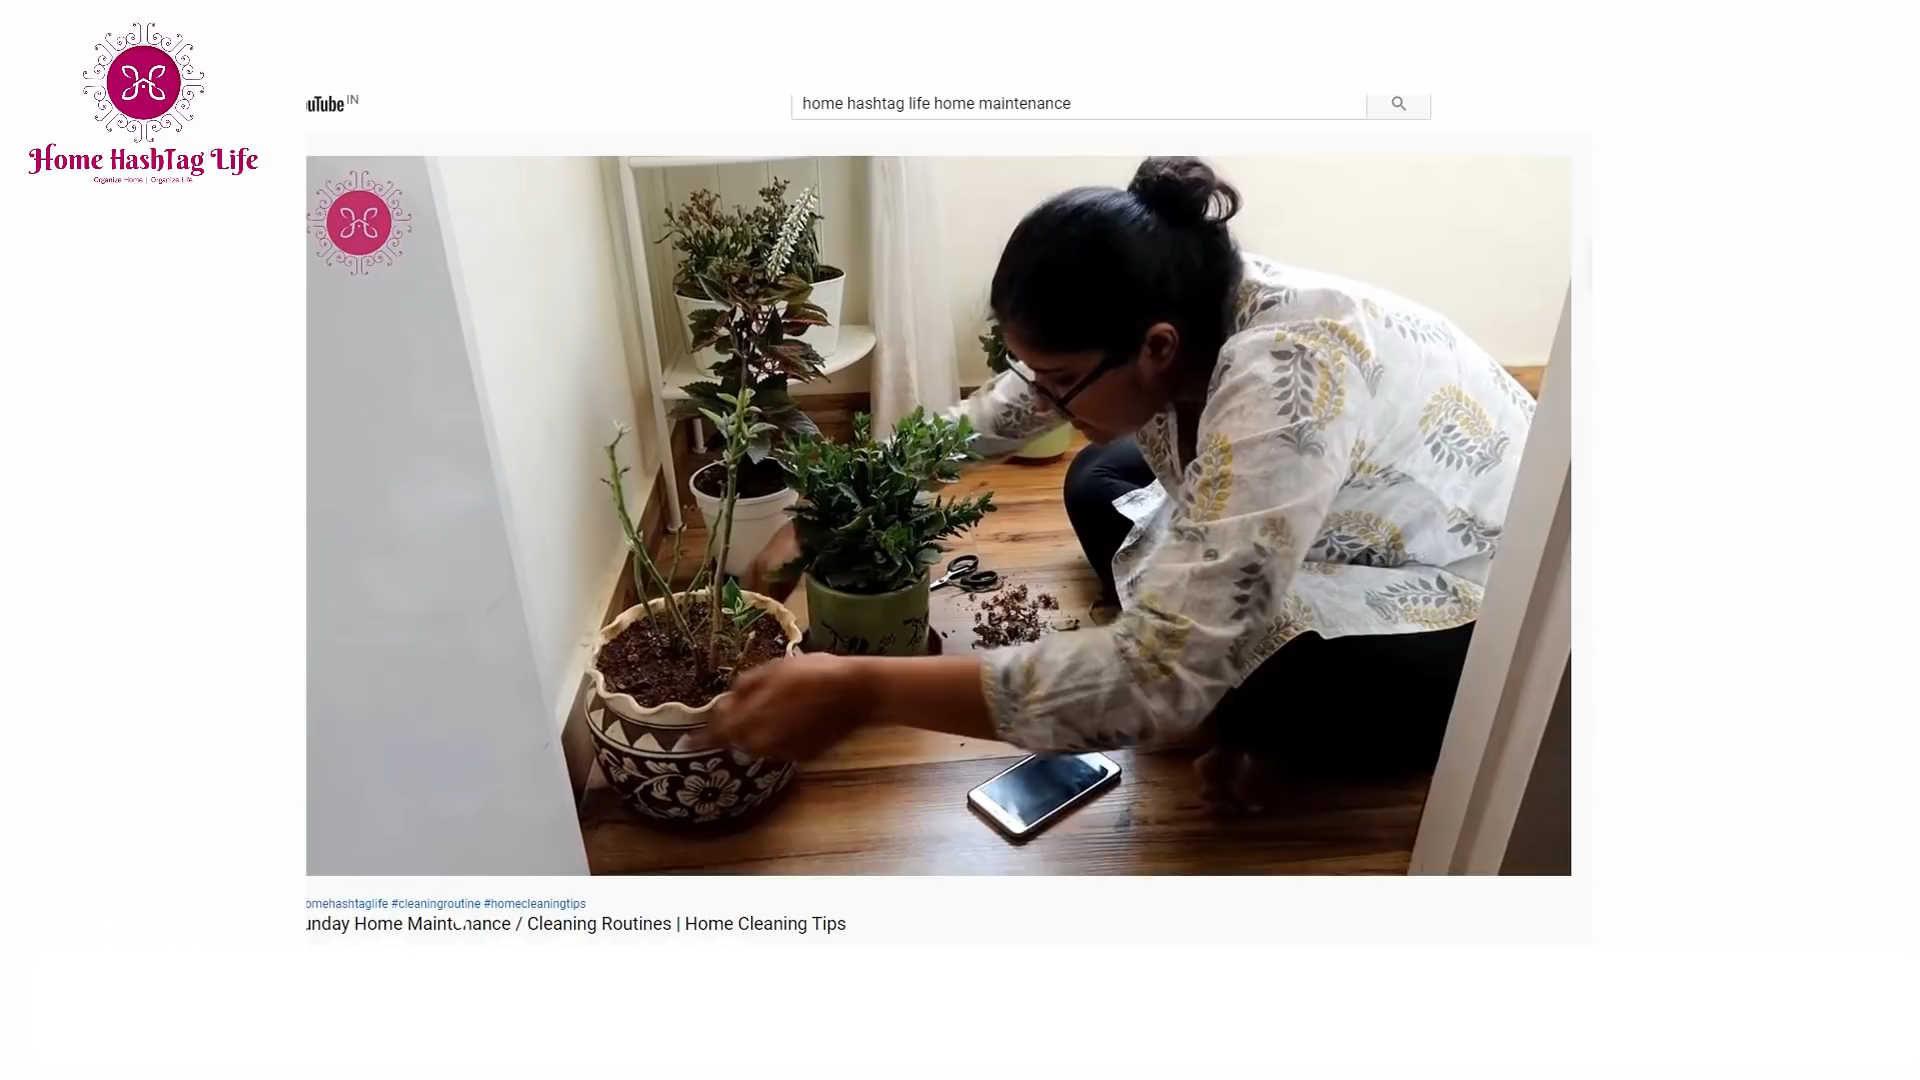 Home HashTag Life
Organize Home | Organize Life
uTube IN
home hashtag life home maintenance
omehashtaglife #cleaningroutine #homecleaningtips
unday Home Maintenance / Cleaning Routines | Home Cleaning Tips